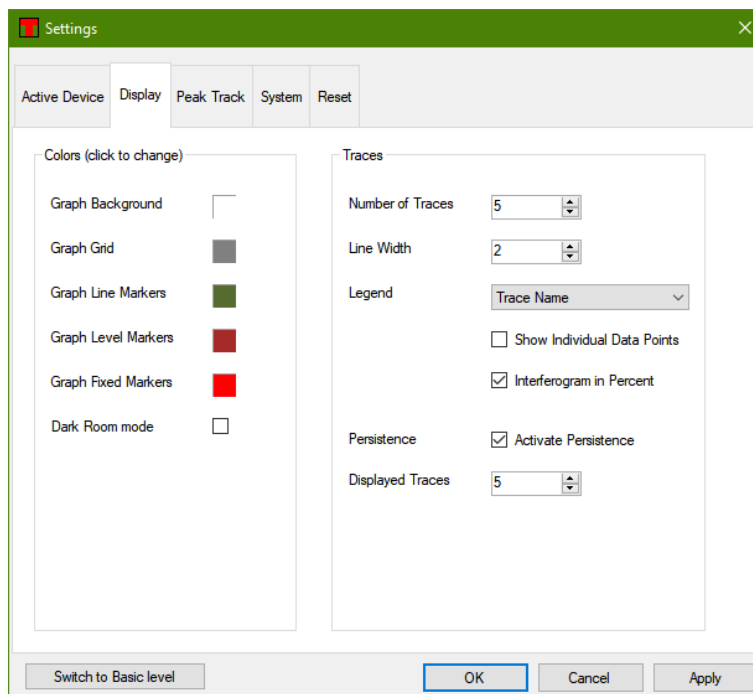 Settings
Active Device Display Peak Track System Reset
Colors (click to change)
Graph Background
Graph Grid
Graph Line Markers
Graph Level Markers
Graph Fixed Markers
Dark Room mode
Traces
Number of Traces 5
Line Width 2
Legend Trace Name
Show Individual Data Points
Interferogram in Percent
Persistence Activate Persistence
Displayed Traces 5
Switch to Basic level OK Cancel Apply